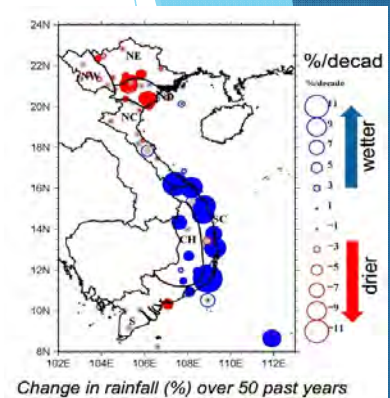 24N
22N
20N
18N
16N
14N
12N
10N
8N
102E 104E 106E 108E 110E 112E
NE
NW
NC
SC
CH
S
%/decad
%/decade
11
9
7
5
3
1
-1
-3
-5
-7
-9
-11
wetter
drier
Change in rainfall (%) over 50 past years